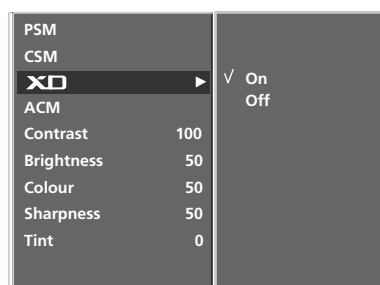 PSM
CSM
XD ► √ On
ACM Off
Contrast 100
Brightness 50
Colour 50
Sharpness 50
Tint 0